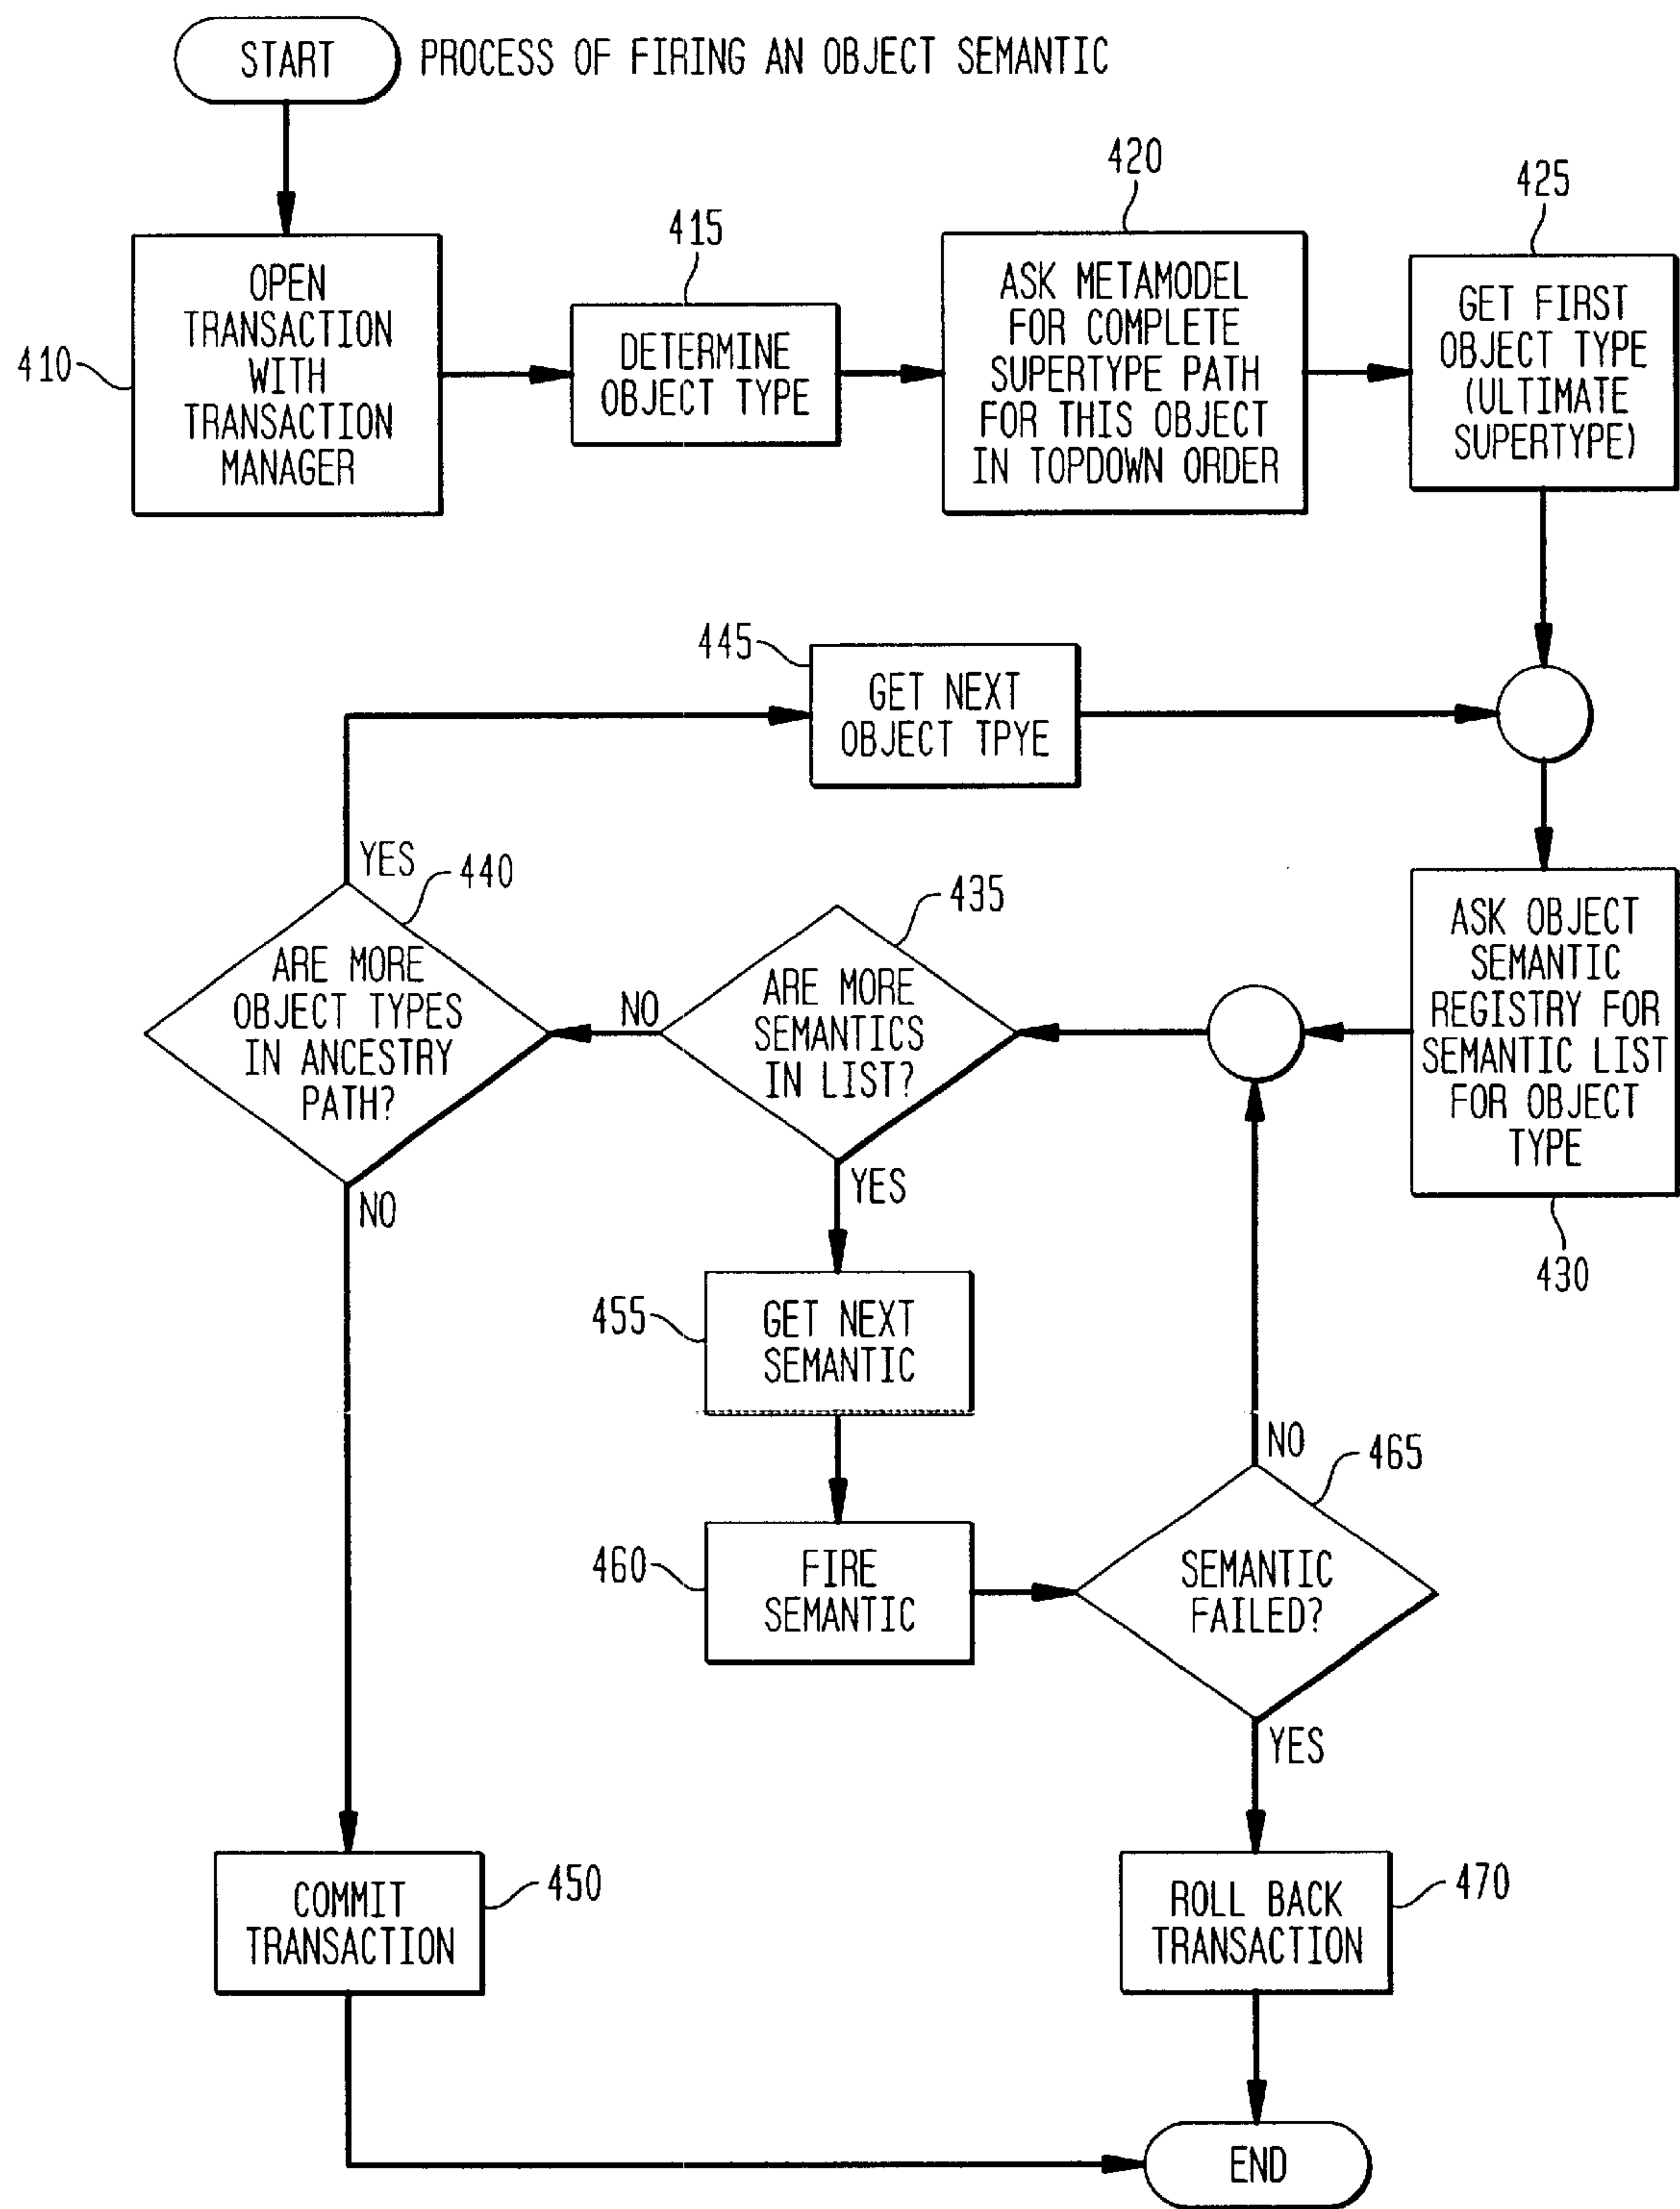 START
PROCESS OF FIRING AN OBJECT SEMANTIC
410
OPEN
TRANSACTION
WITH
TRANSACTION
MANAGER
415
DETERMINE
OBJECT TYPE
420
ASK METAMODEL
FOR COMPLETE
SUPERTYPE PATH
FOR THIS OBJECT
IN TOPDOWN ORDER
425
GET FIRST
OBJECT TYPE
(ULTIMATE
SUPERTYPE)
445
GET NEXT
OBJECT TPYE
YES
440
ARE MORE
OBJECT TYPES
IN ANCESTRY
PATH?
NO
NO
435
ARE MORE
SEMANTICS
IN LIST?
YES
ASK OBJECT
SEMANTIC
REGISTRY FOR
SEMANTIC LIST
FOR OBJECT
TYPE
430
455
GET NEXT
SEMANTIC
460
FIRE
SEMANTIC
NO
465
SEMANTIC
FAILED?
YES
COMMIT
TRANSACTION
450
ROLL BACK
TRANSACTION
470
END